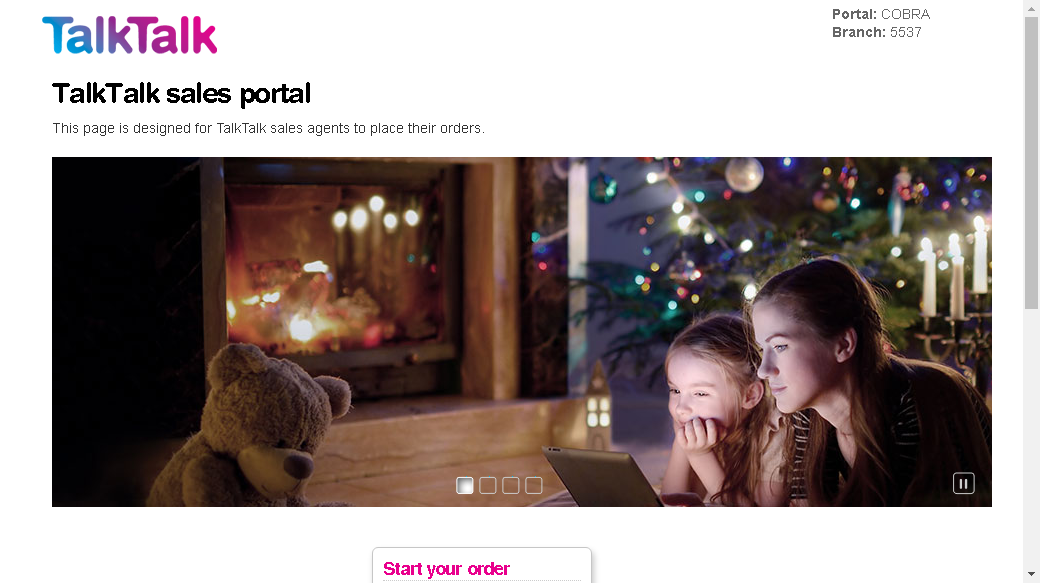 TalkTalk
Portal: COBRA
Branch: 5537
TalkTalk sales portal
This page is designed for TalkTalk sales agents to place their orders.
Start your order